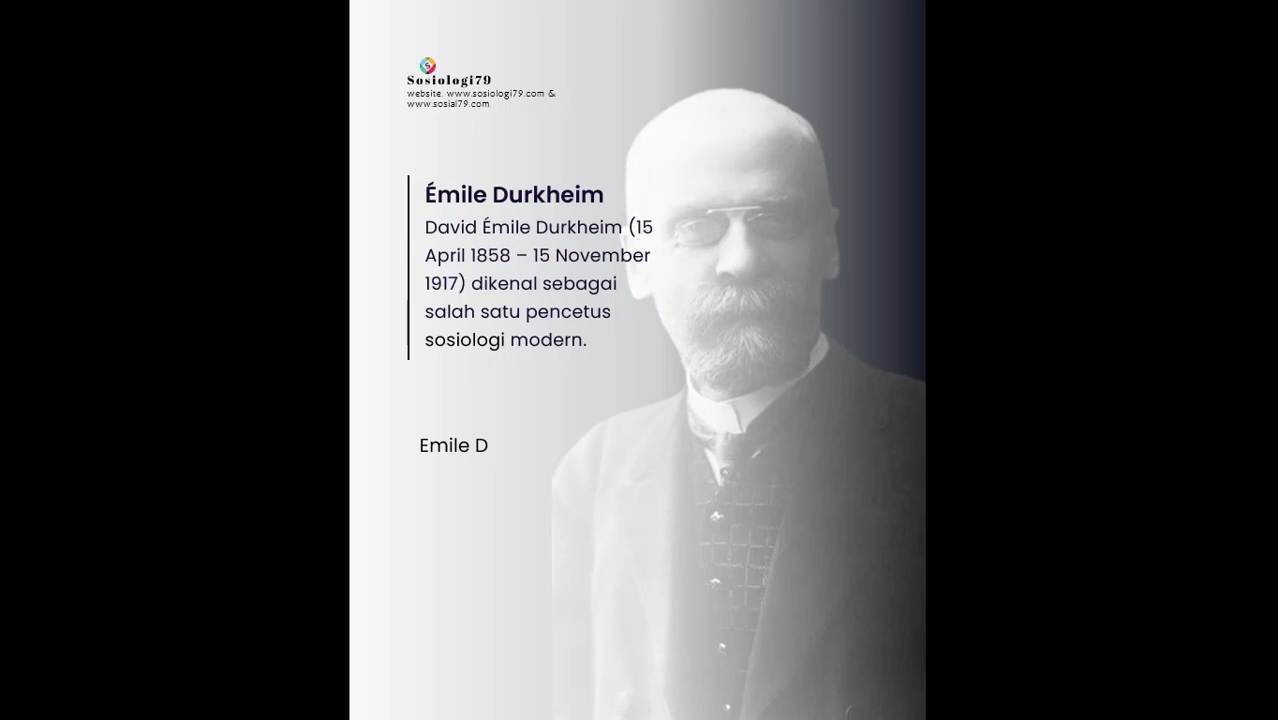 Sosiologi79
website. www.sosiologi79.com &
www.sosial79.com
Émile Durkheim
David Émile Durkheim (15
April 1858 – 15 November
1917) dikenal sebagai
salah satu pencetus
sosiologi modern.
Emile D